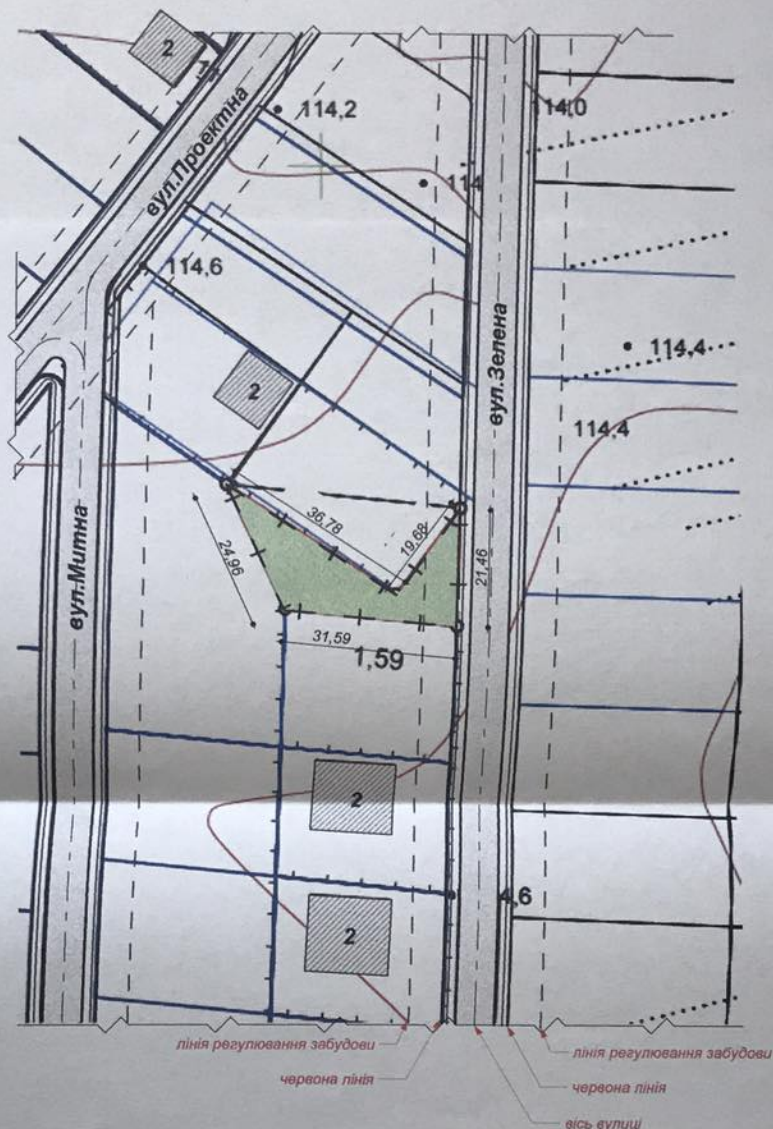 2
вул.Проектна
114,2
114
14,0
114,6
вул.Зелена
114,4
2
114,4
36,78
19,68
24,96
21,46
вул.Митна
31,59
1,59
2
4,6
2
лінія регулювання забудови
лінія регулювання забудови
червона лінія
червона лінія
вісь вулиці